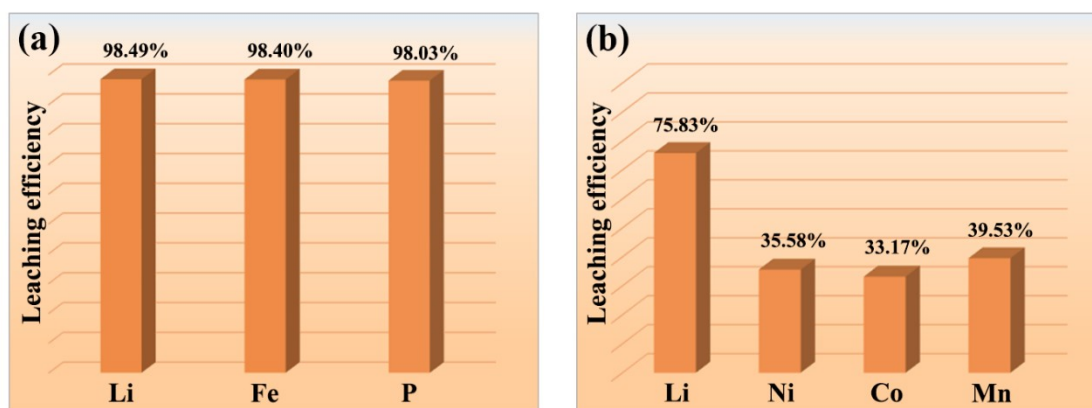 (a)
98.49% 98.40% 98.03%
Leaching efficiency
Li Fe P
(b)
75.83%
35.58% 33.17% 39.53%
Leaching efficiency
Li Ni Co Mn